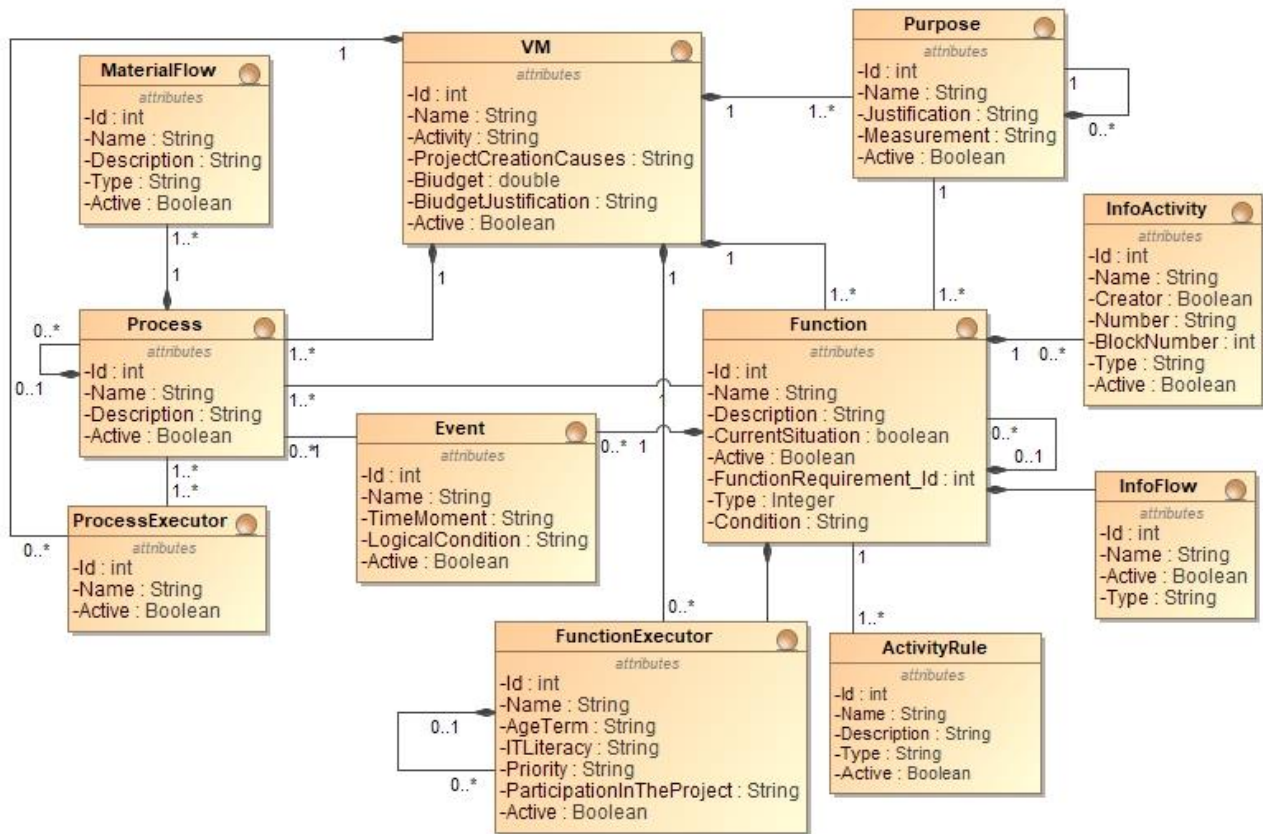 MaterialFlow
attributes
-Id : int
-Name : String
-Description : String
-Type : String
-Active : Boolean
VM
attributes
-Id : int
-Name : String
-Activity : String
-ProjectCreationCauses : String
-Biudget : double
-BiudgetJustification : String
-Active : Boolean
Purpose
attributes
-Id : int
-Name : String
-Justification : String
-Measurement : String
-Active : Boolean
1
1
1..*
1
0..*
1..*
1
1
1
1
1
1..*
InfoActivity
attributes
-Id : int
-Name : String
-Creator : Boolean
-Number : String
-BlockNumber : int
-Type : String
-Active : Boolean
Process
attributes
-Id : int
-Name : String
-Description : String
-Active : Boolean
0..*
0..1
1..*
1..*
1
1..*
Function
attributes
-Id : int
-Name : String
-Description : String
-CurrentSituation : boolean
-Active : Boolean
-FunctionRequirement_Id : int
-Type : Integer
-Condition : String
1
0..*
0..*
0..1
Event
attributes
-Id : int
-Name : String
-TimeMoment : String
-LogicalCondition : String
-Active : Boolean
0..*
1
0..*
1
1..*
1..*
ProcessExecutor
attributes
-Id : int
-Name : String
-Active : Boolean
0..*
InfoFlow
attributes
-Id : int
-Name : String
-Active : Boolean
-Type : String
1
1..*
0..*
FunctionExecutor
attributes
-Id : int
-Name : String
-AgeTerm : String
-ITLiteracy : String
-Priority : String
-ParticipationInTheProject : String
-Active : Boolean
0..1
0..*
ActivityRule
attributes
-Id : int
-Name : String
-Description : String
-Type : String
-Active : Boolean